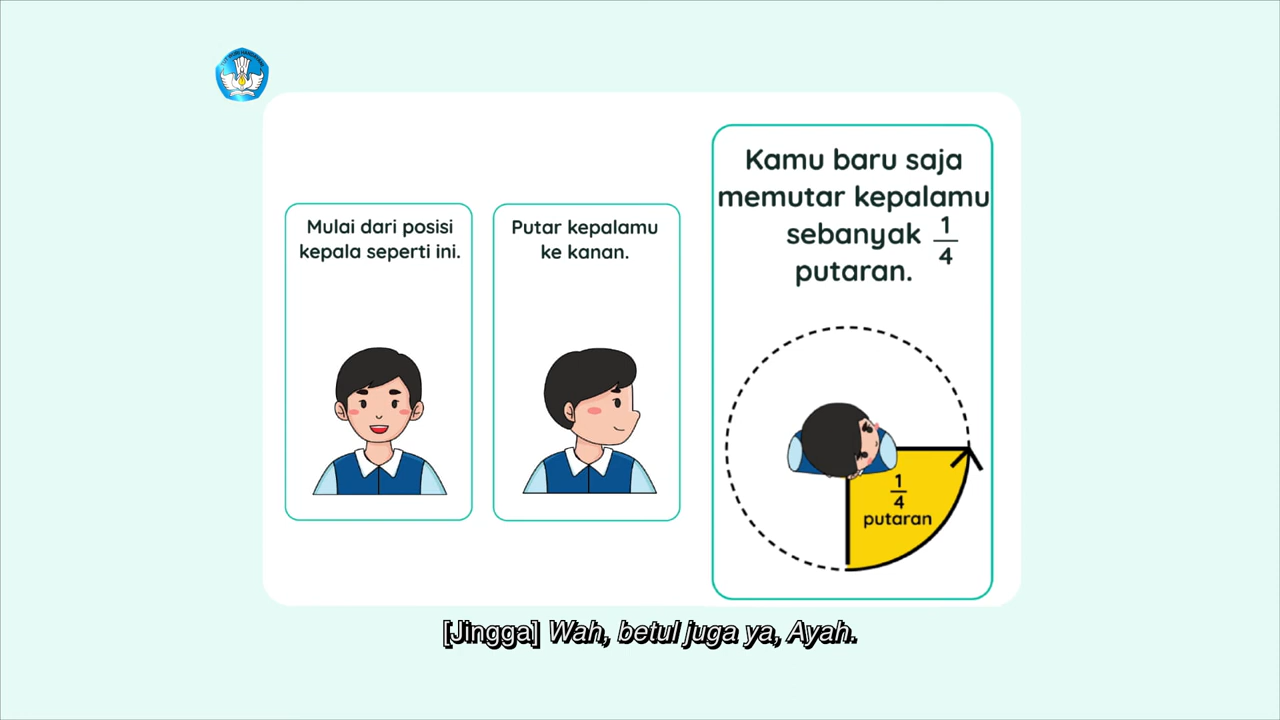 Mulai dari posisi
kepala seperti ini.
Putar kepalamu
ke kanan.
Kamu baru saja
memutar kepalamu
sebanyak 1/4
putaran.
1/4
putaran
[Jingga] Wah, betul juga ya, Ayah.